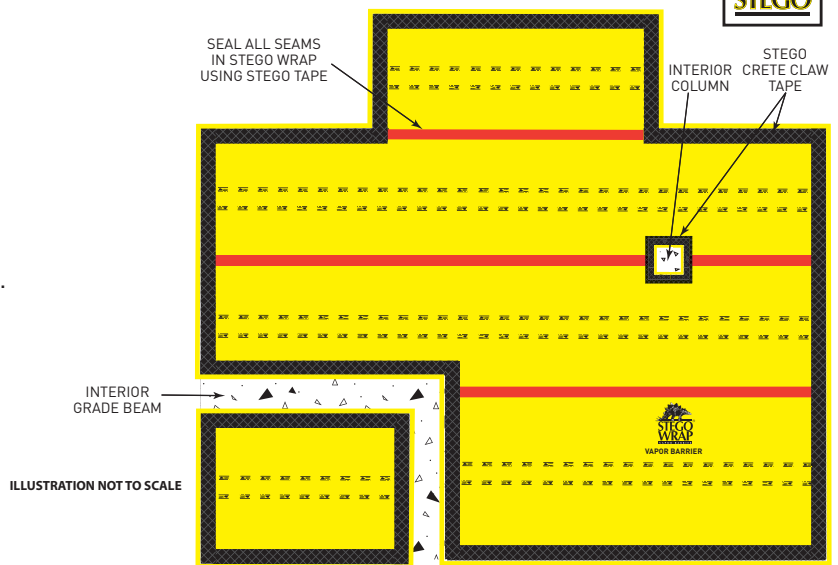 STEGO
SEAL ALL SEAMS
IN STEGO WRAP
USING STEGO TAPE
INTERIOR
COLUMN
STEGO
CRETE CLAW
TAPE
.
INTERIOR
GRADE BEAM
STEGO
WRAP
VAPOR BARRIER
ILLUSTRATION NOT TO SCALE